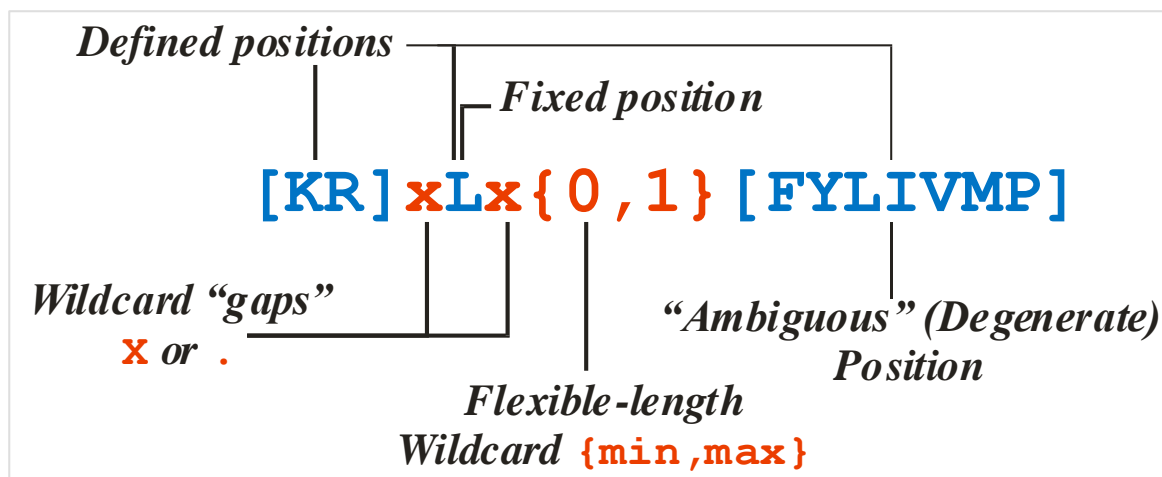 Defined positions
Fixed position
[KR]xLx{0,1}[FYLIVMP]
Wildcard “gaps”
x or .
“Ambiguous” (Degenerate)
Position
Flexible-length
Wildcard {min,max}